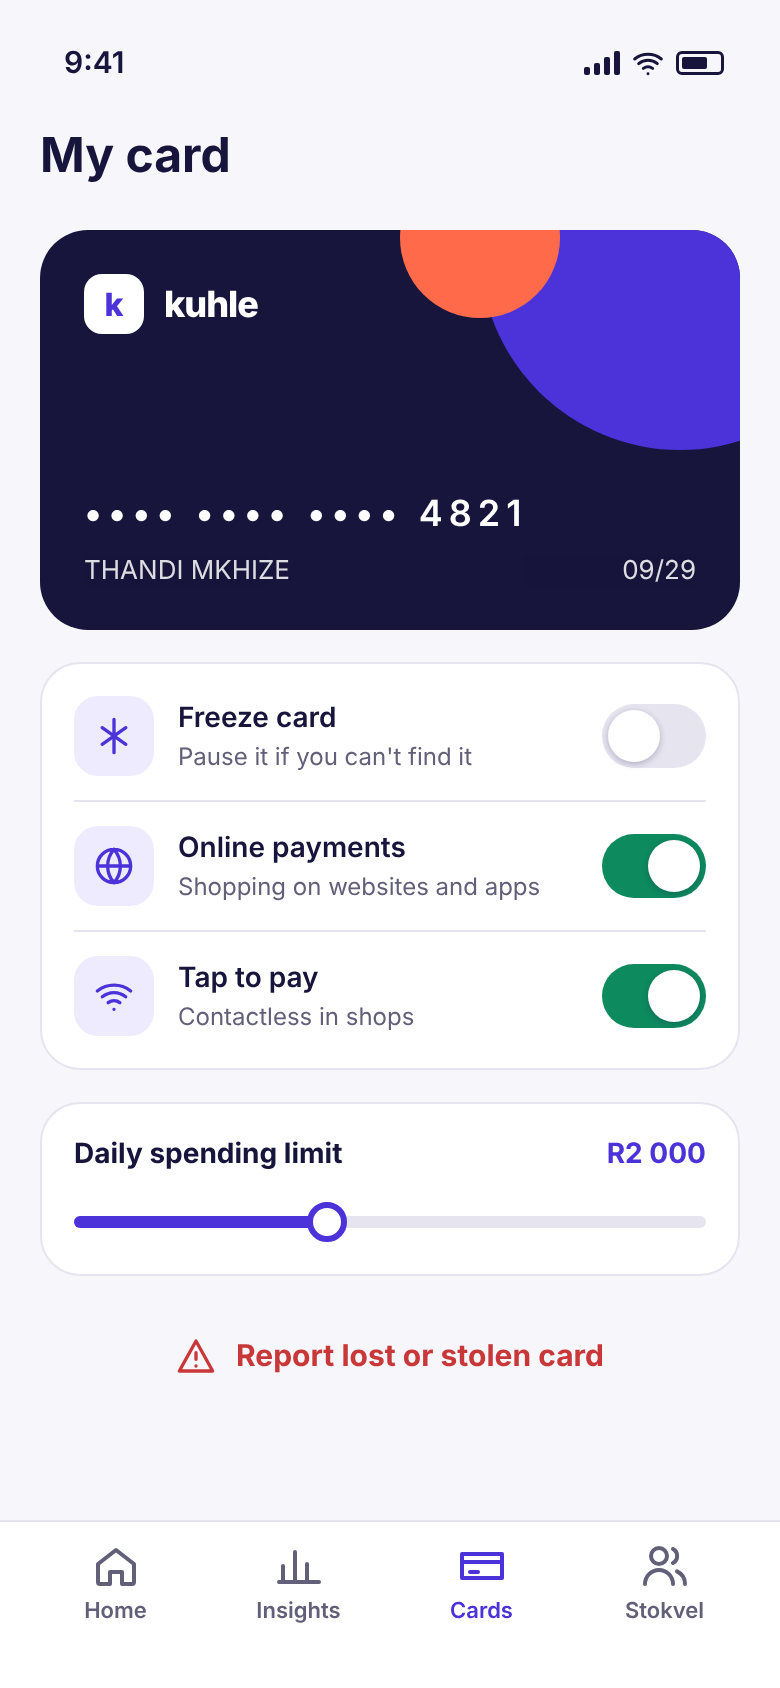 9:41
My card
k kuhle
•••• •••• •••• 4821
THANDI MKHIZE 09/29
Freeze card
Pause it if you can't find it
Online payments
Shopping on websites and apps
Tap to pay
Contactless in shops
Daily spending limit R2 000
Report lost or stolen card
Home Insights Cards Stokvel